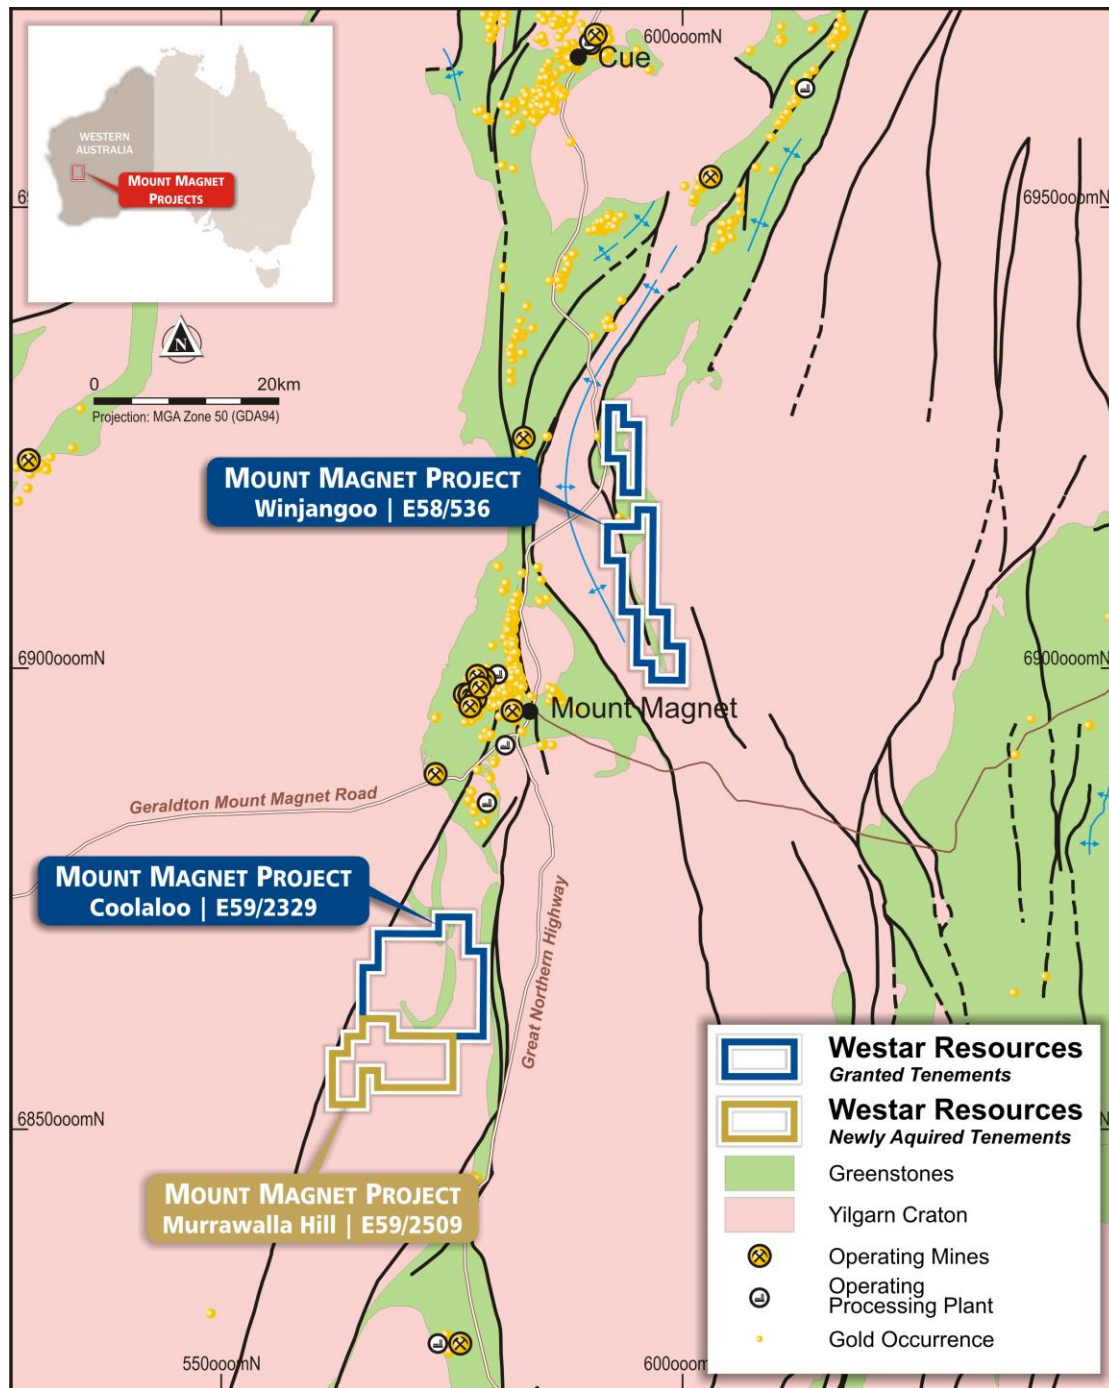 600000mN
Cue
WESTERN
AUSTRALIA
MOUNT MAGNET
PROJECTS
6950000mN
N
0 20km
Projection: MGA Zone 50 (GDA94)
MOUNT MAGNET PROJECT
Winjangoo | E58/536
6900000mN
6900000mN
Mount Magnet
Geraldton Mount Magnet Road
MOUNT MAGNET PROJECT
Coolaloo | E59/2329
Great Northern Highway
6850000mN
MOUNT MAGNET PROJECT
Murrawalla Hill | E59/2509
Westar Resources
Granted Tenements
Westar Resources
Newly Aquired Tenements
Greenstones
Yilgarn Craton
Operating Mines
Operating
Processing Plant
Gold Occurrence
550000mN